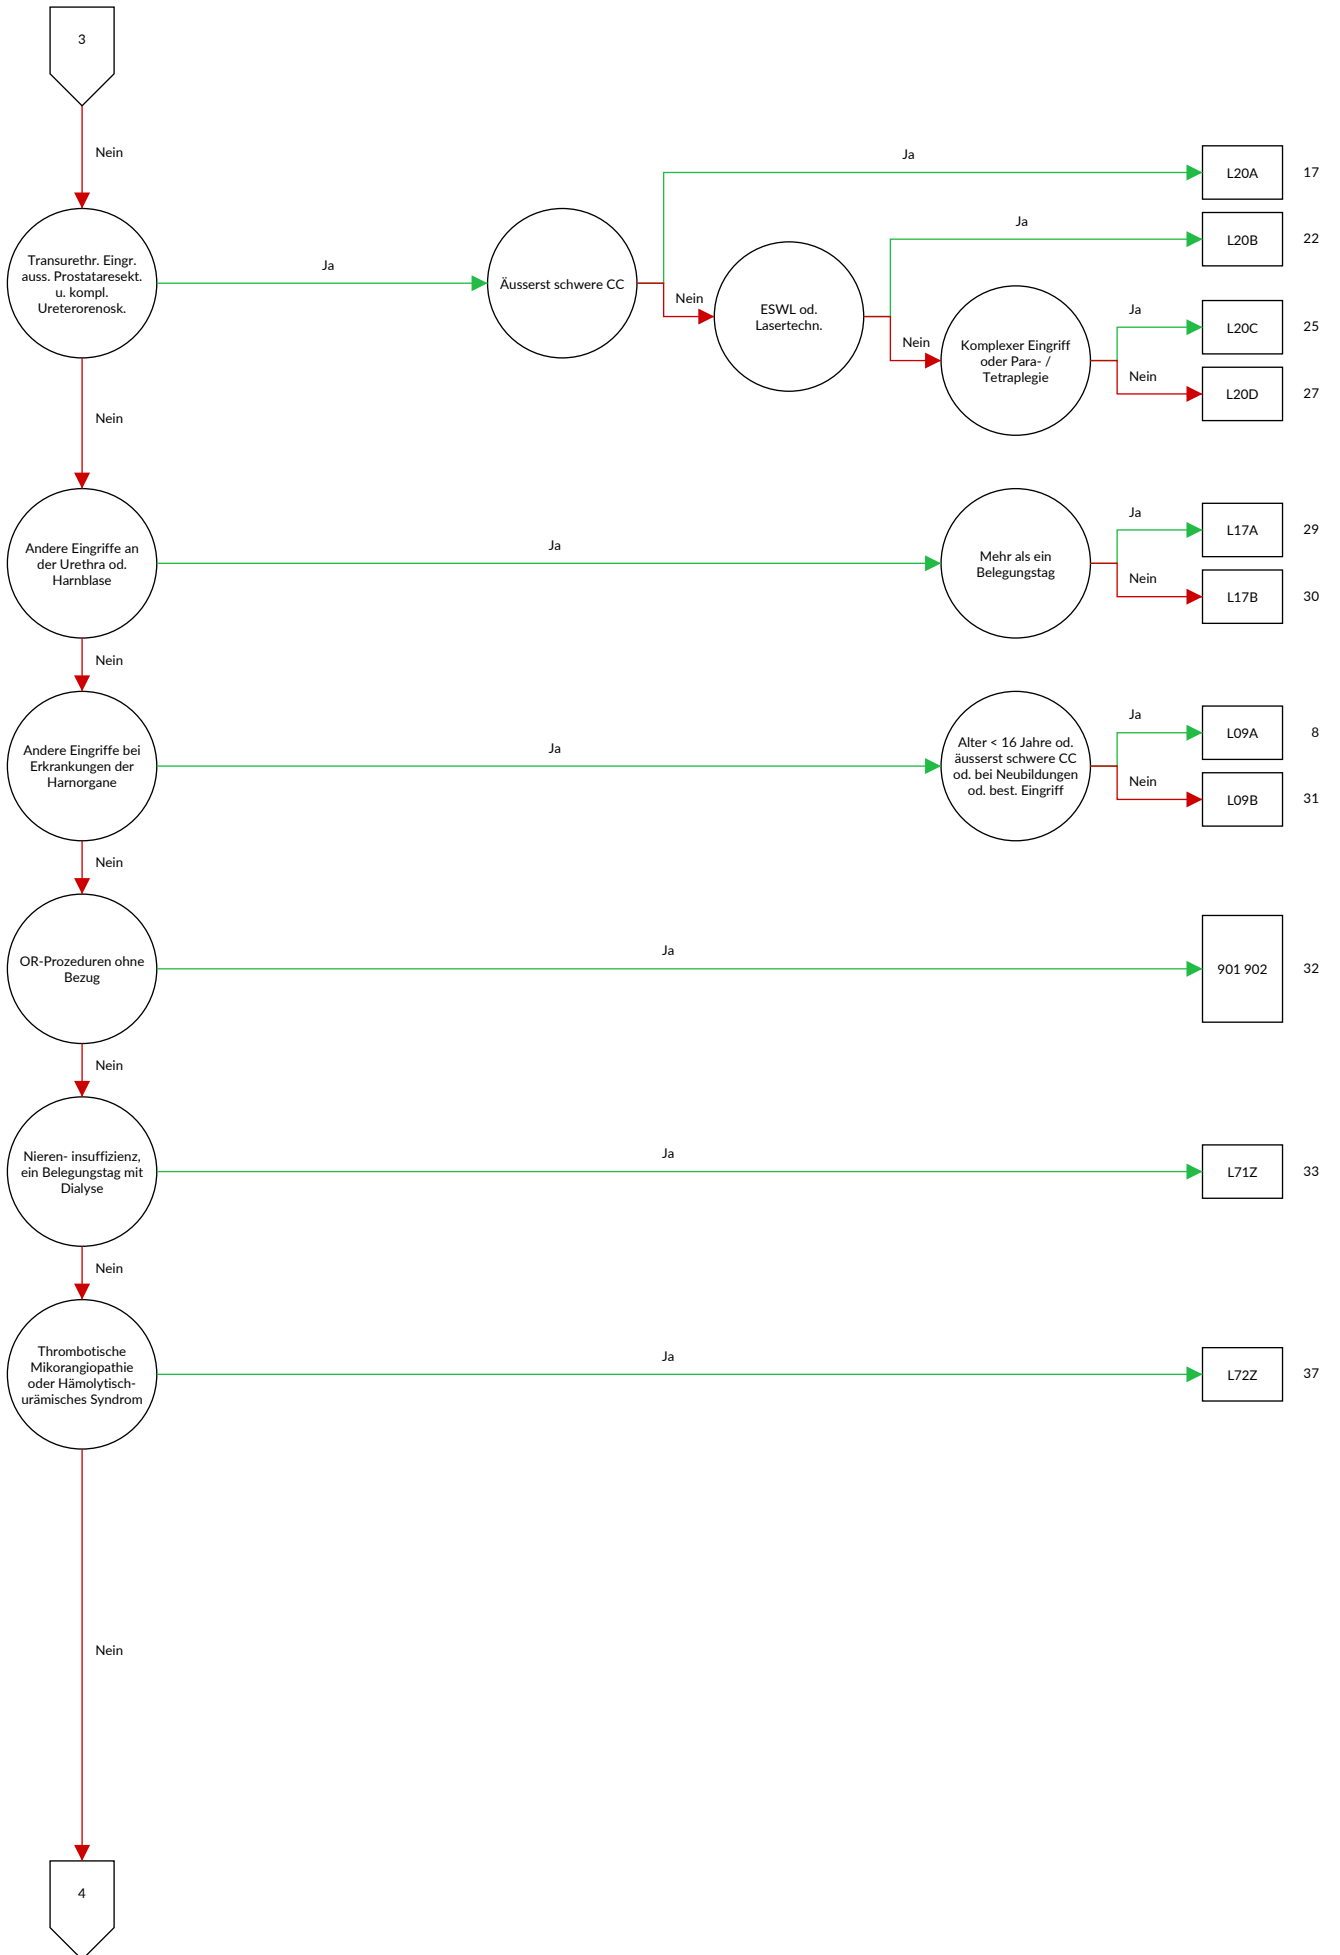 3
Nein
Ja
L20A
17
Ja
L20B
22
Transurethr. Eingr.
auss. Prostataresekt.
u. kompl.
Ureterorenosk.
Ja
Äusserst schwere CC
Nein
ESWL od.
Lasertechn.
Nein
Komplexer Eingriff
oder Para- /
Tetraplegie
Ja
L20C
25
Nein
L20D
27
Nein
Andere Eingriffe an
der Urethra od.
Harnblase
Ja
Mehr als ein
Belegungstag
Ja
L17A
29
Nein
L17B
30
Nein
Andere Eingriffe bei
Erkrankungen der
Harnorgane
Ja
Alter < 16 Jahre od.
äusserst schwere CC
od. bei Neubildungen
od. best. Eingriff
Ja
L09A
8
Nein
L09B
31
Nein
OR-Prozeduren ohne
Bezug
Ja
901 902
32
Nein
Nieren- insuffizienz,
ein Belegungstag mit
Dialyse
Ja
L71Z
33
Nein
Thrombotische
Mikorangiopathie
oder Hämolytisch-
urämisches Syndrom
Ja
L72Z
37
Nein
4